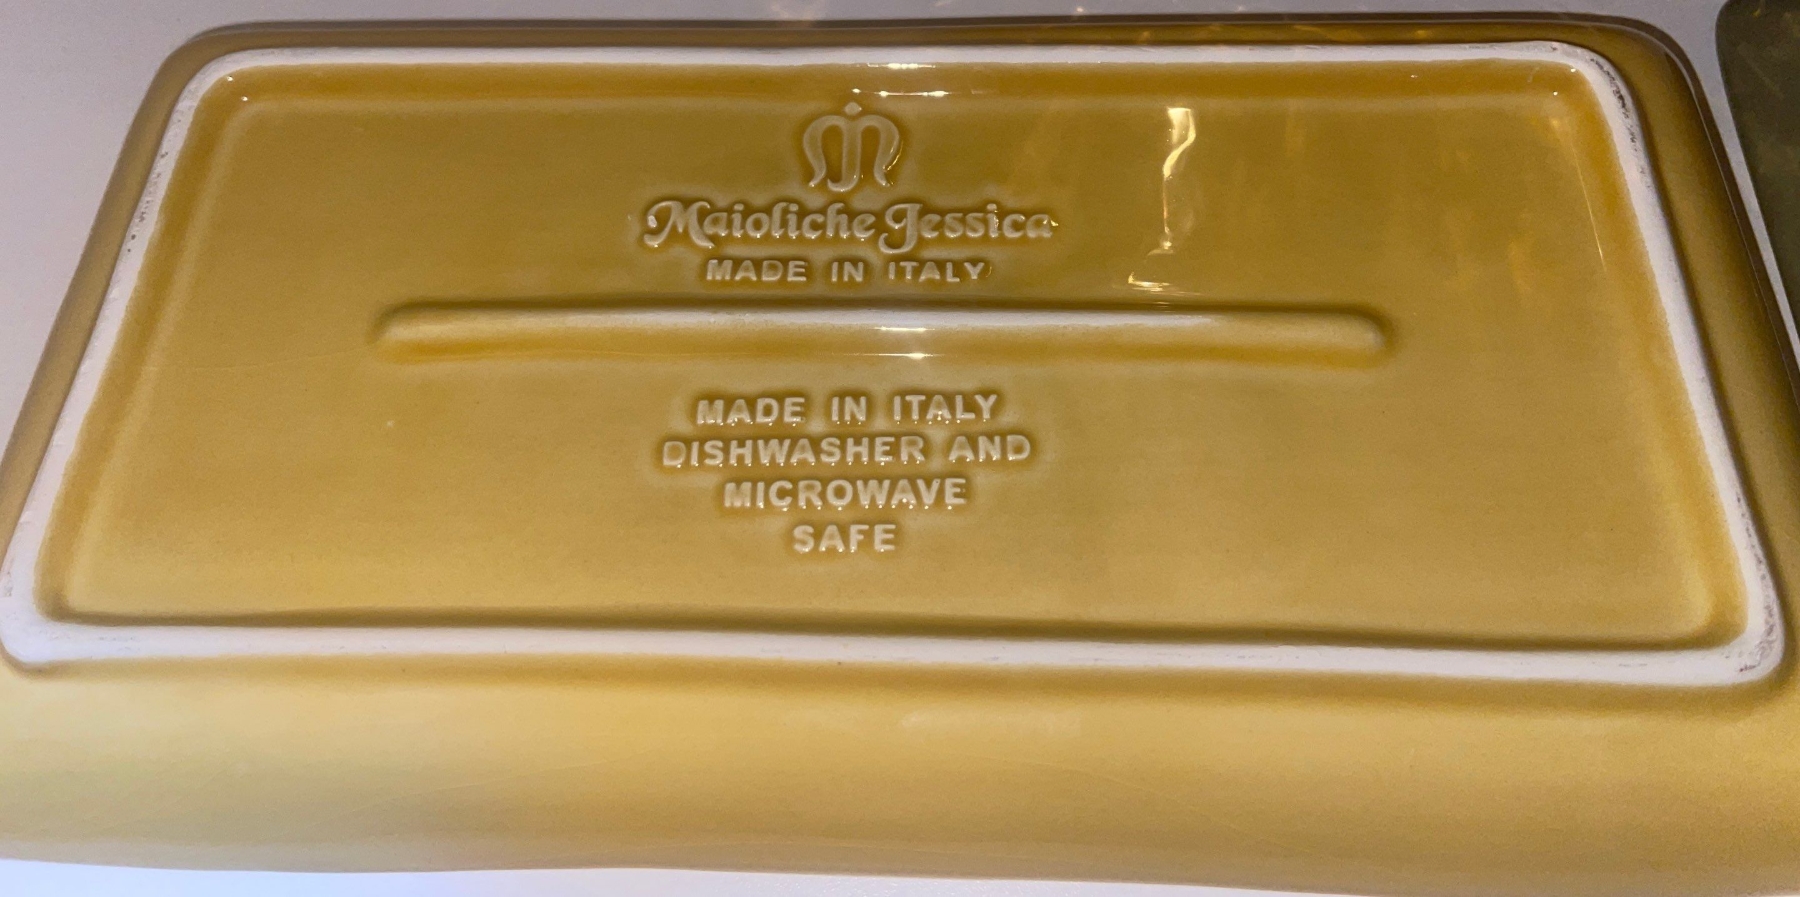 Maioliche Jessica
MADE IN ITALY
MADE IN ITALY
DISHWASHER AND
MICROWAVE
SAFE